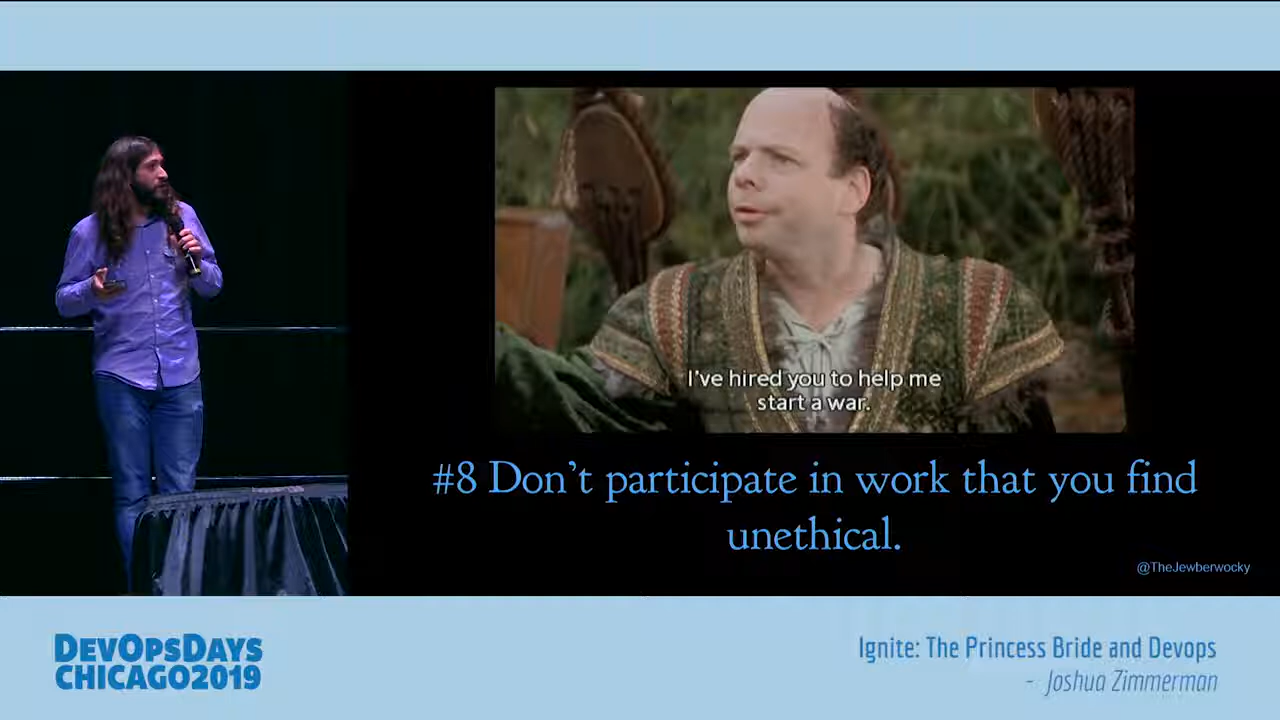 I've hired you to help me
start a war.
#8 Don't participate in work that you find
unethical.
@TheJewberwocky
DEVOPSDAYS
CHICAGO2019
Ignite: The Princess Bride and Devops
- Joshua Zimmerman